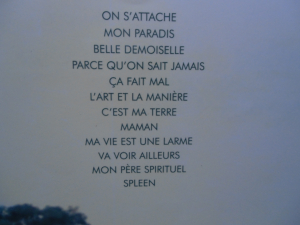 ON S'ATTACHE
MON PARADIS
BELLE DEMOISELLE
PARCE QU'ON SAIT JAMAIS
ÇA FAIT MAL
L'ART ET LA MANIÈRE
C'EST MA TERRE
MAMAN
MA VIE EST UNE LARME
VA VOIR AILLEURS
MON PÈRE SPIRITUEL
SPLEEN